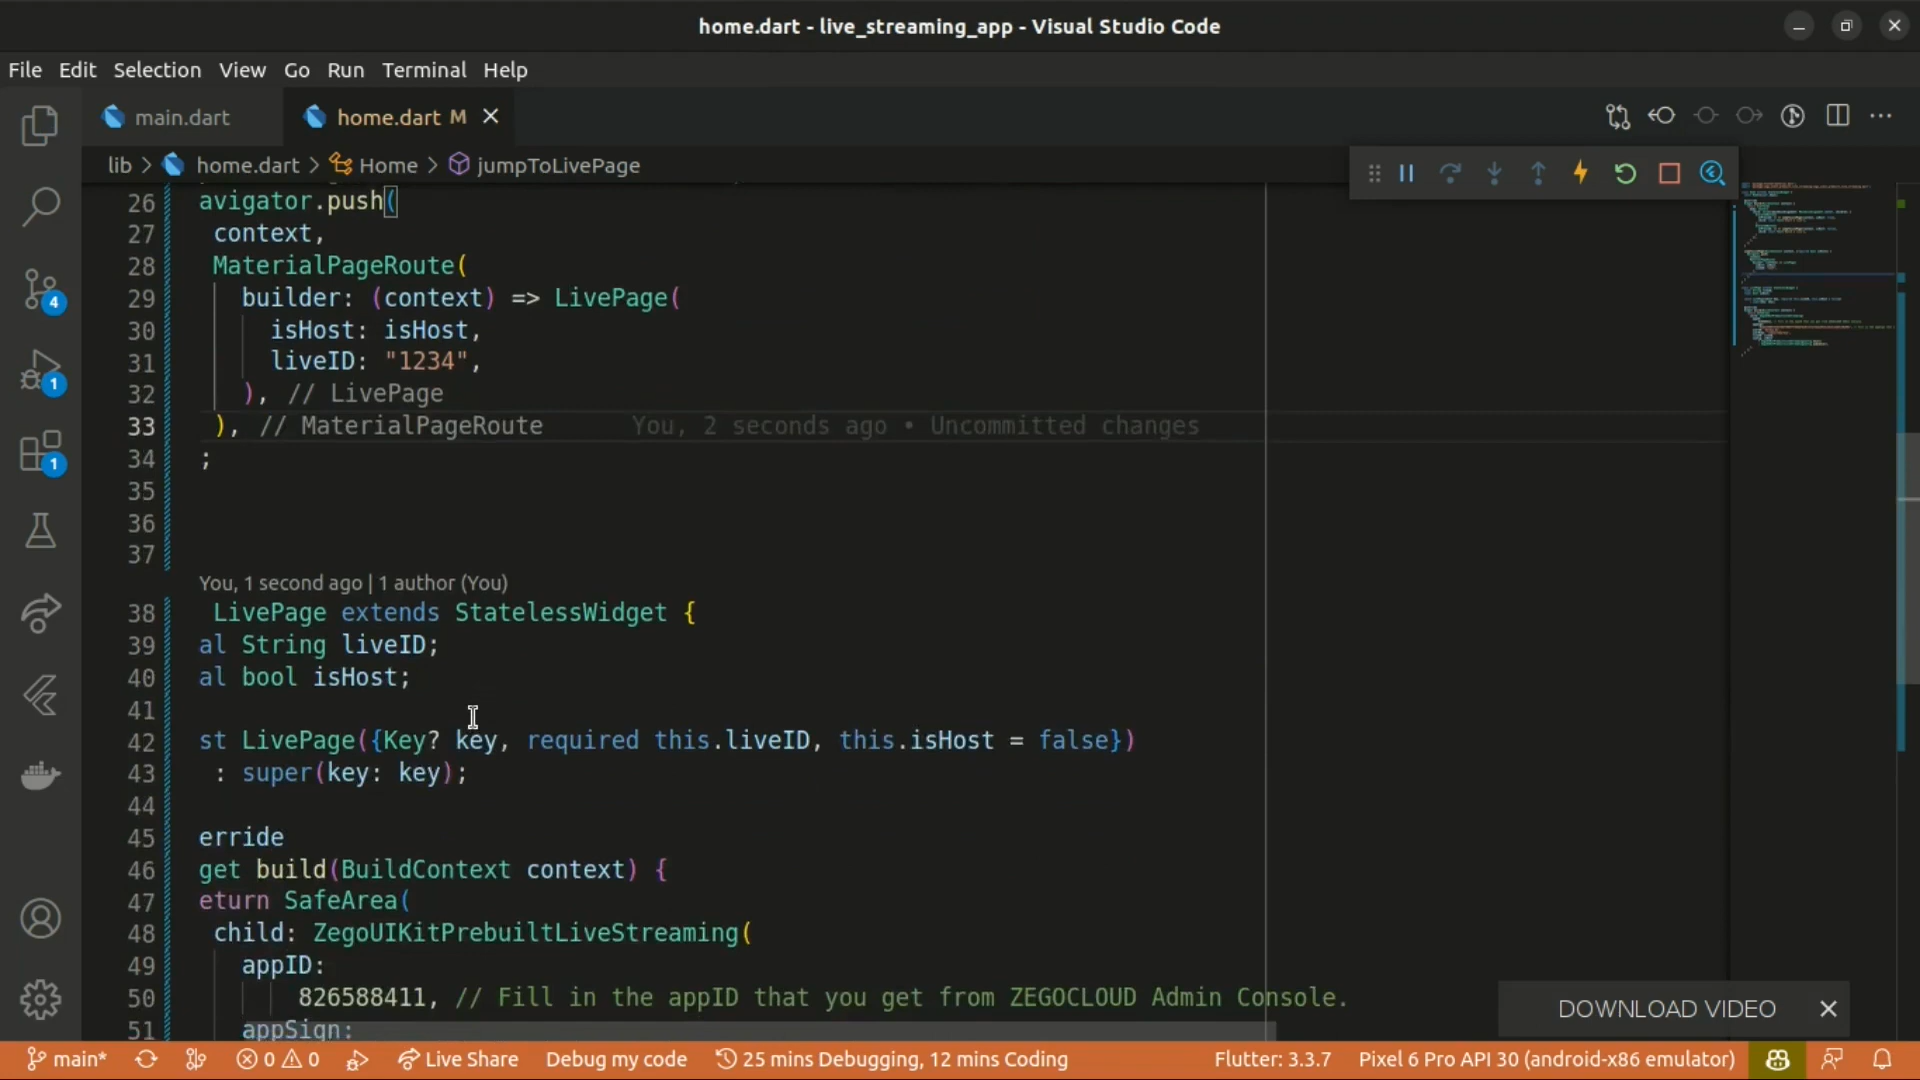 home.dart - live_streaming_app - Visual Studio Code
File Edit Selection View Go Run Terminal Help
main.dart
home.dart M
lib > home.dart > Home > jumpToLivePage
26 avigator.push(
27 context,
28 MaterialPageRoute(
29 builder: (context) => LivePage(
30 isHost: isHost,
31 liveID: "1234",
32 ), // LivePage
33 ), // MaterialPageRoute You, 2 seconds ago • Uncommitted changes
34 ;
35
36
37
You, 1 second ago | 1 author (You)
38 LivePage extends StatelessWidget {
39 al String liveID;
40 al bool isHost;
41
42 st LivePage({Key? key, required this.liveID, this.isHost = false})
43 : super(key: key);
44
45 erride
46 get build(BuildContext context) {
47 eturn SafeArea(
48 child: ZegoUIKitPrebuiltLiveStreaming(
49 appID:
50 826588411, // Fill in the appID that you get from ZEGOCLOUD Admin Console.
51 appSign:
4
1
1
DOWNLOAD VIDEO
main* 0 0 Live Share Debug my code 25 mins Debugging, 12 mins Coding Flutter: 3.3.7 Pixel 6 Pro API 30 (android-x86 emulator)